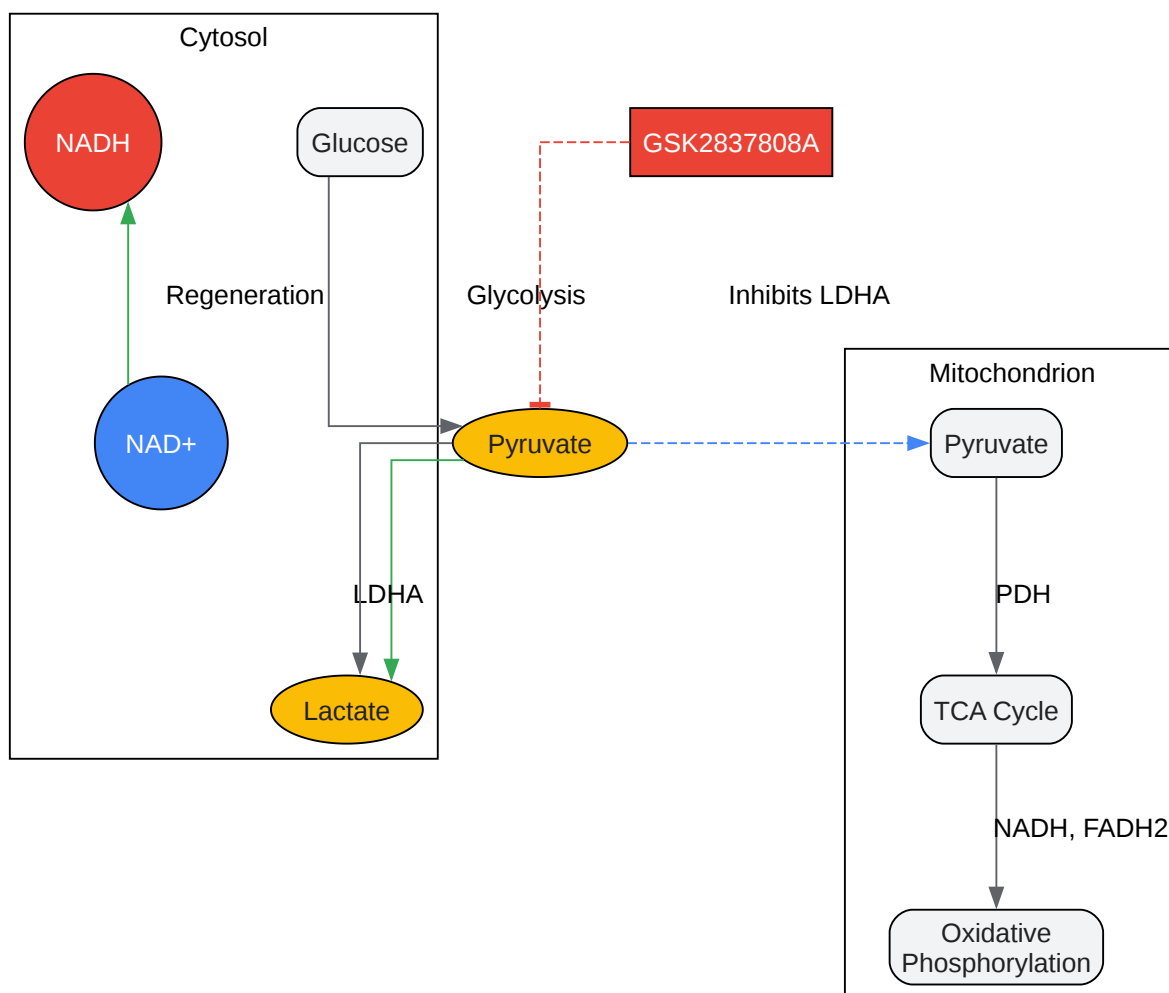 Cytosol
NADH
Glucose
GSK2837808A
Regeneration
Glycolysis
Inhibits LDHA
Mitochondrion
NAD+
Pyruvate
Pyruvate
LDHA
PDH
Lactate
TCA Cycle
NADH, FADH2
Oxidative
Phosphorylation